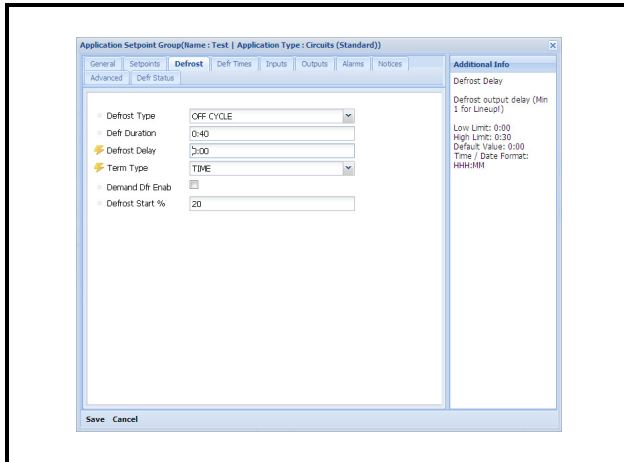 Application Setpoint Group(Name : Test | Application Type : Circuits (Standard))
General Setpoints Defrost Defr Times Inputs Outputs Alarms Notices
Advanced Defr Status
Defrost Type OFF CYCLE
Defr Duration 0:40
Defrost Delay 0:00
Term Type TIME
Demand Dfr Enab
Defrost Start % 20
Additional Info
Defrost Delay
Defrost output delay (Min
1 for Lineup!)
Low Limit: 0:00
High Limit: 0:30
Default Value: 0:00
Time / Date Format:
HHH:MM
Save Cancel